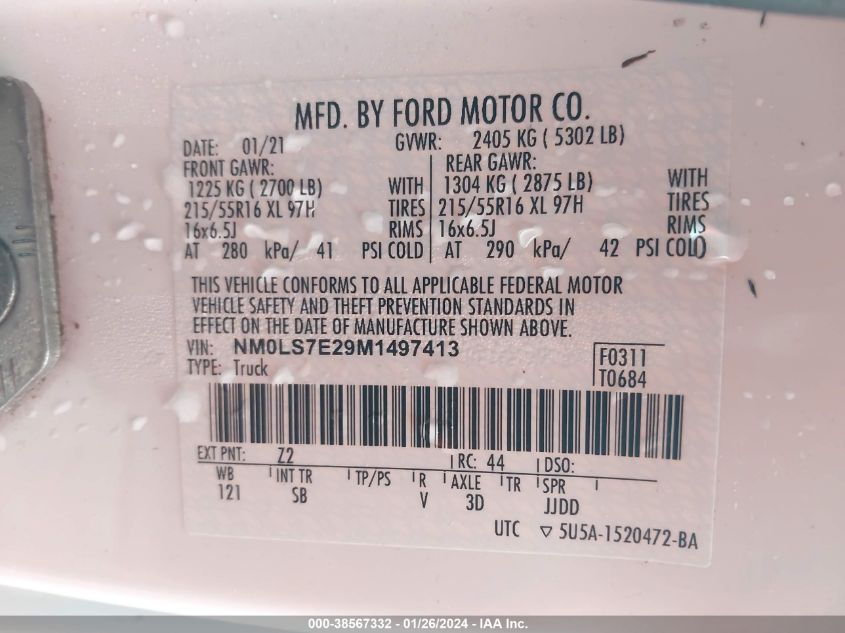 MFD. BY FORD MOTOR CO.
DATE: 01/21 GVWR: 2405 KG ( 5302 LB)
FRONT GAWR: REAR GAWR:
1225 KG ( 2700 LB) WITH 1304 KG ( 2875 LB) WITH
215/55R16 XL 97H TIRES 215/55R16 XL 97H TIRES
16x6.5J RIMS 16x6.5J RIMS
AT 280 kPa/ 41 PSI COLD AT 290 kPa/ 42 PSI COLD
THIS VEHICLE CONFORMS TO ALL APPLICABLE FEDERAL MOTOR
VEHICLE SAFETY AND THEFT PREVENTION STANDARDS IN
EFFECT ON THE DATE OF MANUFACTURE SHOWN ABOVE.
VIN: NM0LS7E29M1497413
TYPE: Truck
F0311
T0684
EXT PNT: Z2 RC: 44 DSO:
WB INT TR TP/PS R AXLE TR SPR
121 SB V 3D JJDD
UTC ▽ 5U5A-1520472-BA
000-38567332 - 01/26/2024 - IAA Inc.